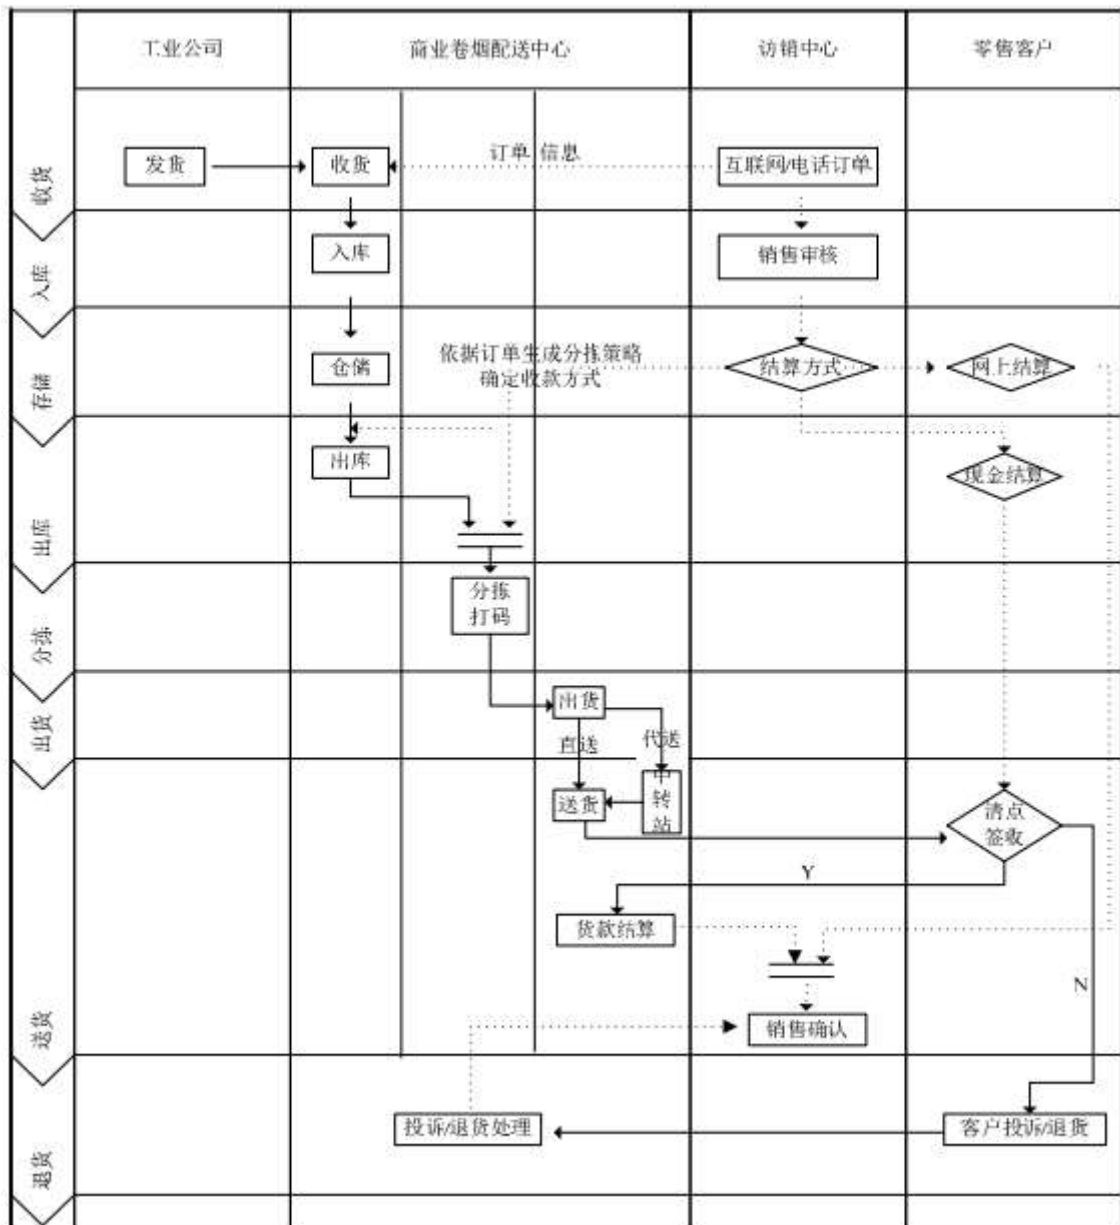 工业公司
商业卷烟配送中心
访销中心
零售客户
收货
发货
收货
订单 信息
互联网/电话订单
入库
入库
销售审核
存储
仓储
依据订单生成分拣策略
确定收款方式
结算方式
网上结算
出库
出库
现金结算
分拣
分拣
打码
出货
出货
直送
代送
送货
送货
中
转
站
清点
签收
Y
货款结算
N
销售确认
退货
投诉/退货处理
客户投诉/退货